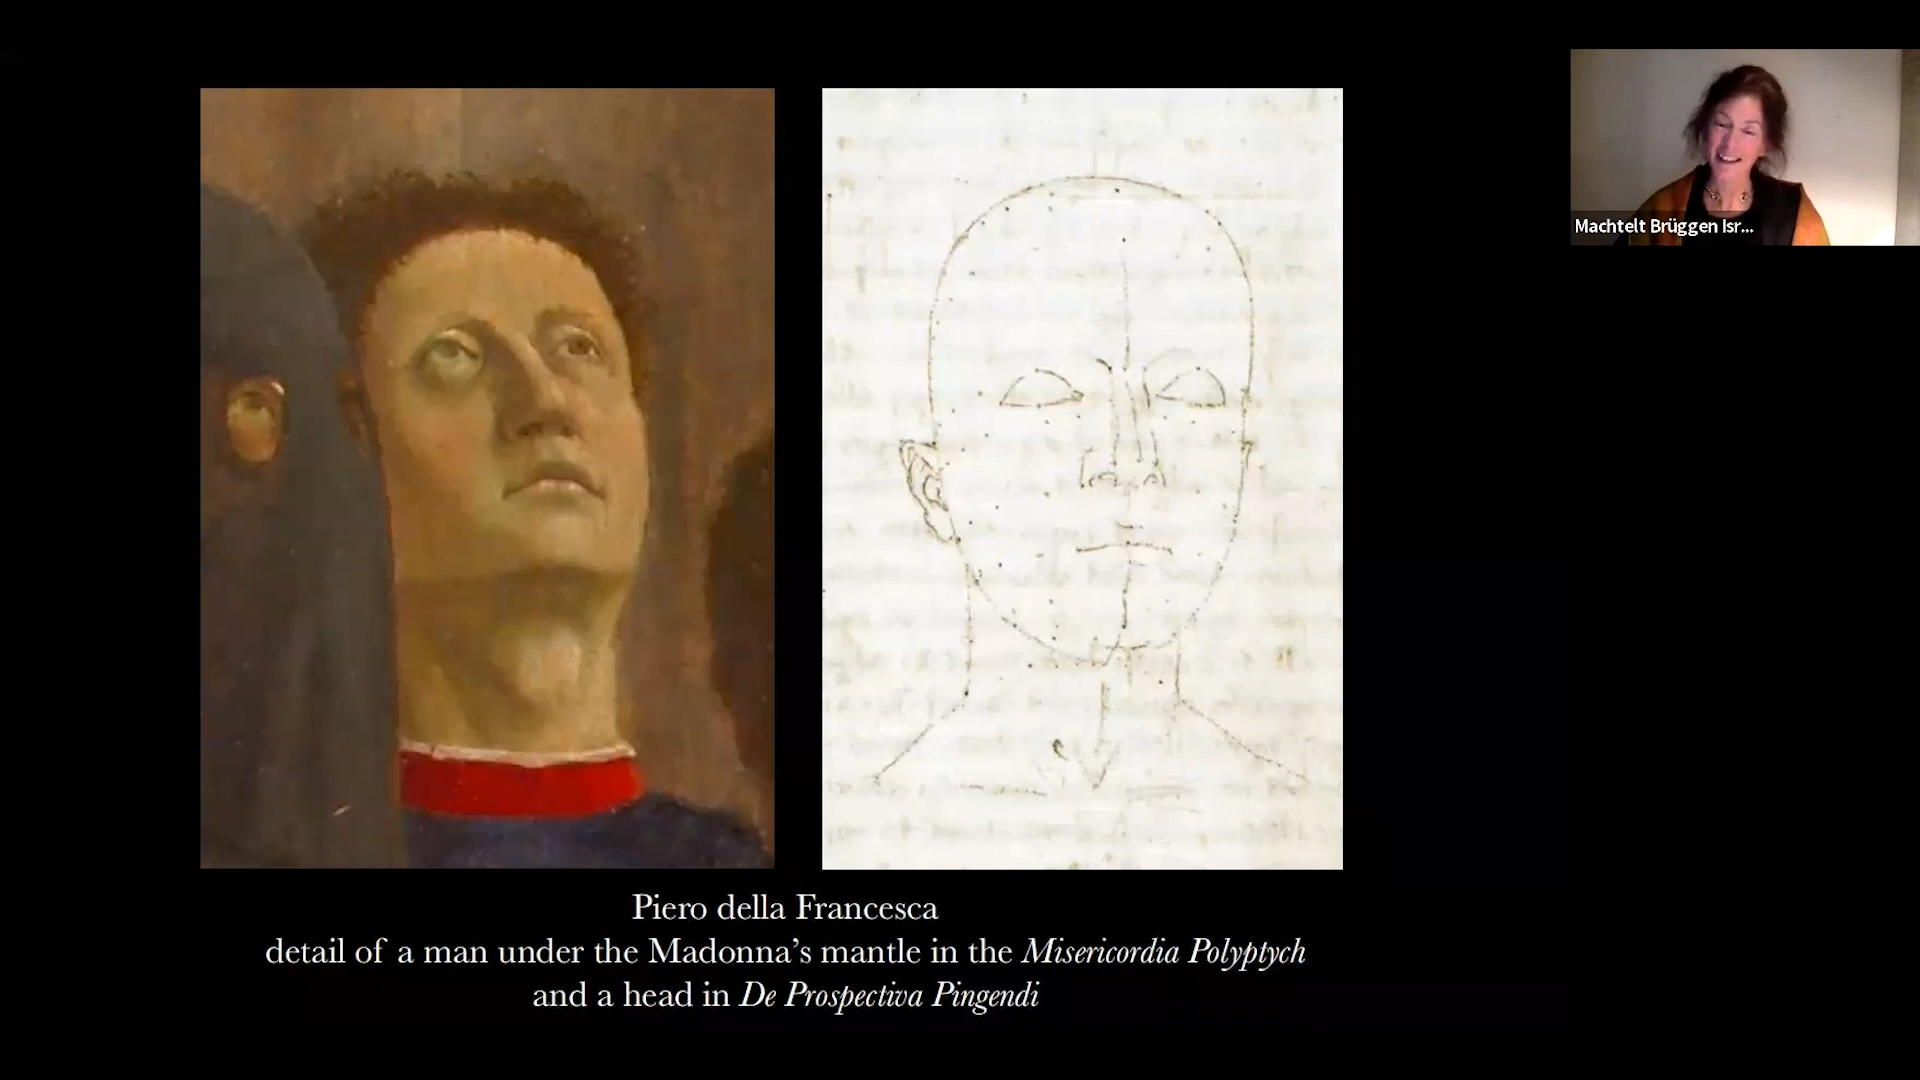 Machtelt Brüggen Isr...
Piero della Francesca
detail of a man under the Madonna's mantle in the Misericordia Polyptych
and a head in De Prospectiva Pingendi